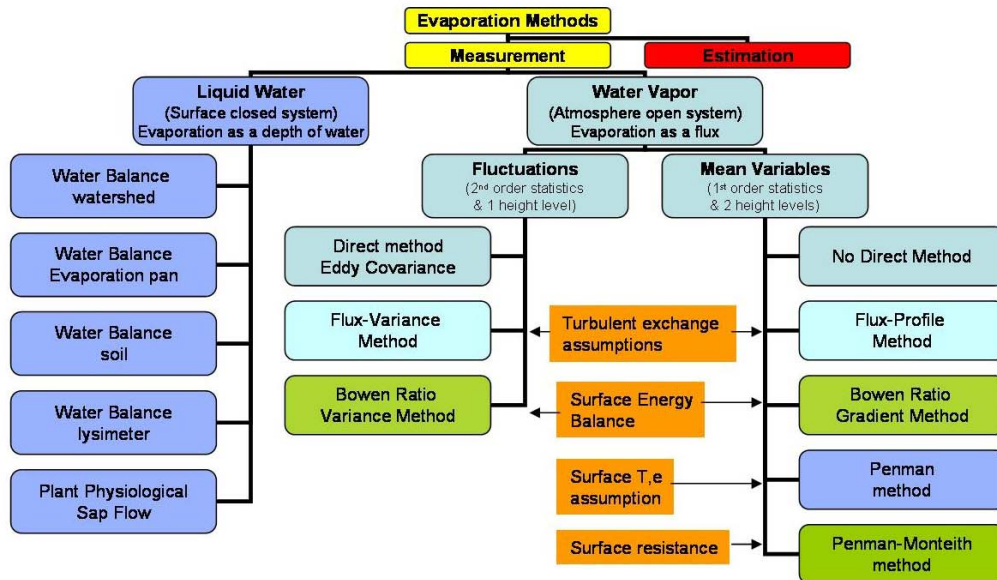 Evaporation Methods
Measurement
Estimation
Liquid Water
(Surface closed system)
Evaporation as a depth of water
Water Vapor
(Atmosphere open system)
Evaporation as a flux
Fluctuations
(2nd order statistics
& 1 height level)
Mean Variables
(1st order statistics
& 2 height levels)
Water Balance
watershed
Water Balance
Evaporation pan
Water Balance
soil
Water Balance
lysimeter
Plant Physiological
Sap Flow
Direct method
Eddy Covariance
Flux-Variance
Method
Bowen Ratio
Variance Method
Turbulent exchange
assumptions
Surface Energy
Balance
Surface T,e
assumption
Surface resistance
No Direct Method
Flux-Profile
Method
Bowen Ratio
Gradient Method
Penman
method
Penman-Monteith
method